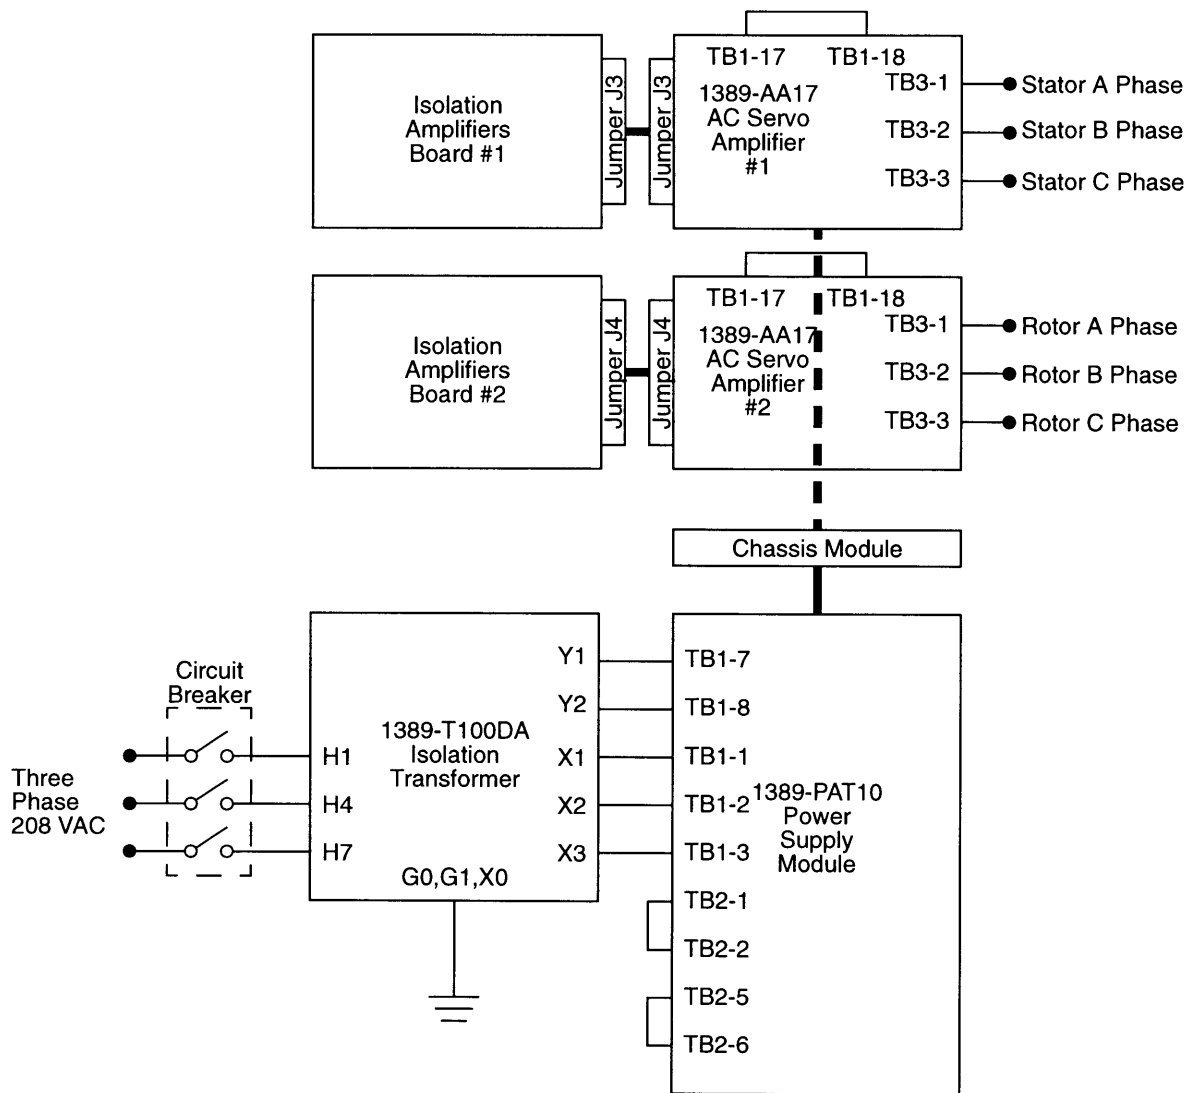 Isolation
Amplifiers
Board #1
Jumper J3
Jumper J3
TB1-17
TB1-18
1389-AA17
AC Servo
Amplifier
#1
TB3-1
TB3-2
TB3-3
Stator A Phase
Stator B Phase
Stator C Phase
Isolation
Amplifiers
Board #2
Jumper J4
Jumper J4
TB1-17
TB1-18
1389-AA17
AC Servo
Amplifier
#2
TB3-1
TB3-2
TB3-3
Rotor A Phase
Rotor B Phase
Rotor C Phase
Chassis Module
Circuit
Breaker
Three
Phase
208 VAC
H1
H4
H7
1389-T100DA
Isolation
Transformer
G0,G1,X0
Y1
Y2
X1
X2
X3
TB1-7
TB1-8
TB1-1
TB1-2
TB1-3
TB2-1
TB2-2
TB2-5
TB2-6
1389-PAT10
Power
Supply
Module